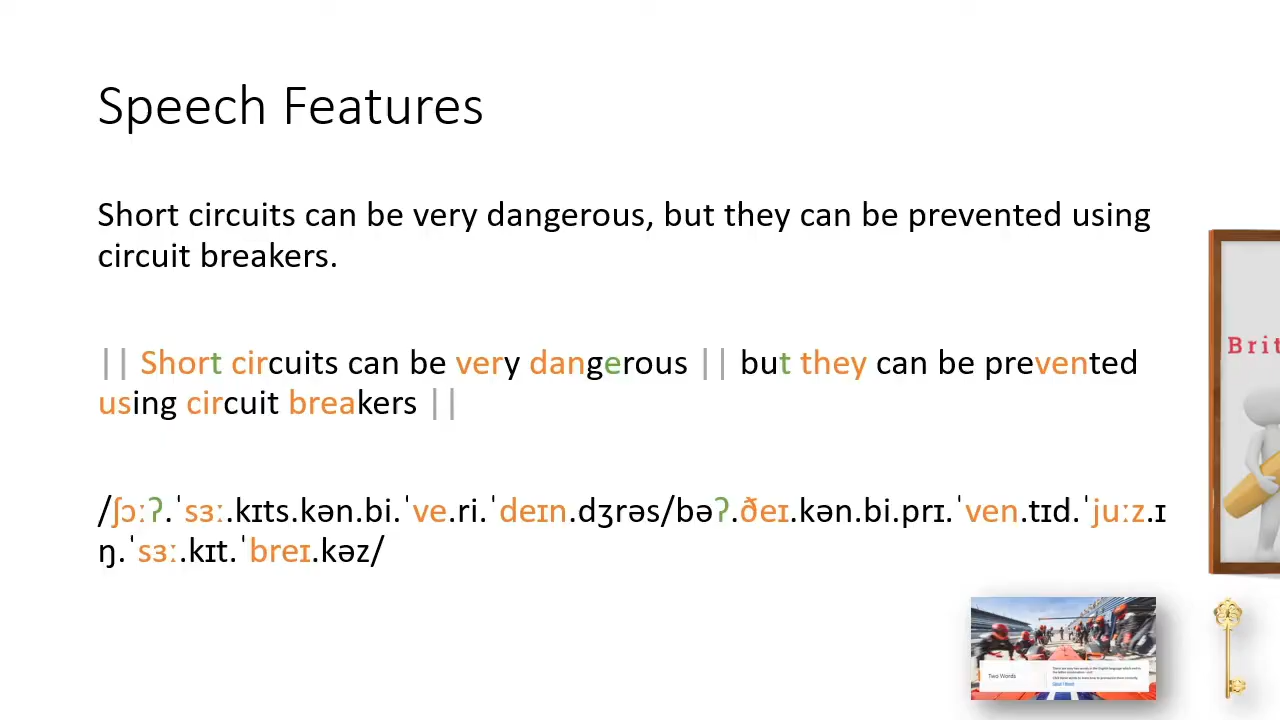 Speech Features
Short circuits can be very dangerous, but they can be prevented using
circuit breakers.
|| Short circuits can be very dangerous || but they can be prevented
using circuit breakers ||
/ʃɔːʔ.ˈsɜː.kɪts.kən.bi.ˈve.ri.ˈdeɪn.dʒrəs/bəʔ.ðeɪ.kən.bi.prɪ.ˈven.tɪd.ˈjuːz.ɪ
ŋ.ˈsɜː.kɪt.ˈbreɪ.kəz/
Brit
Two Words